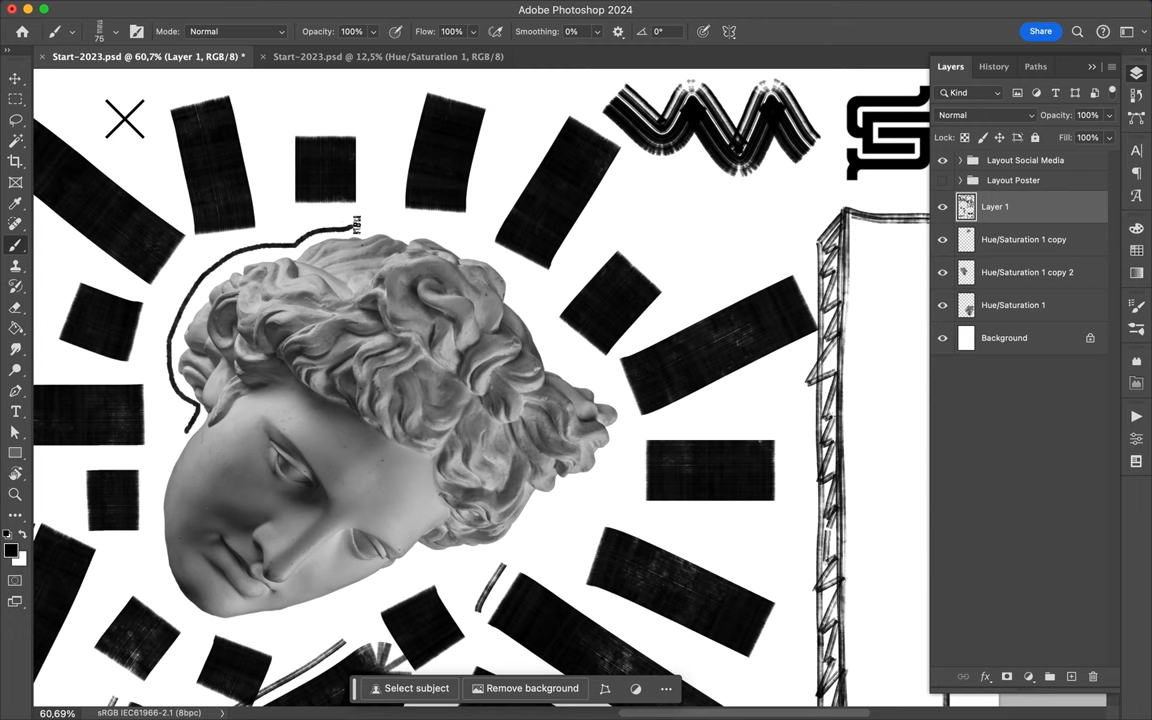 Adobe Photoshop 2024
75
Mode: Normal
Opacity: 100%
Flow: 100%
Smoothing: 0%
0°
Share
Start-2023.psd @ 60,7% (Layer 1, RGB/8) *
Start-2023.psd @ 12,5% (Hue/Saturation 1, RGB/8)
Layers
History
Paths
Kind
Normal
Opacity: 100%
Lock:
Fill: 100%
Layout Social Media
Layout Poster
Layer 1
Hue/Saturation 1 copy
Hue/Saturation 1 copy 2
Hue/Saturation 1
Background
Select subject
Remove background
60,69%
sRGB IEC61966-2.1 (8bpc)